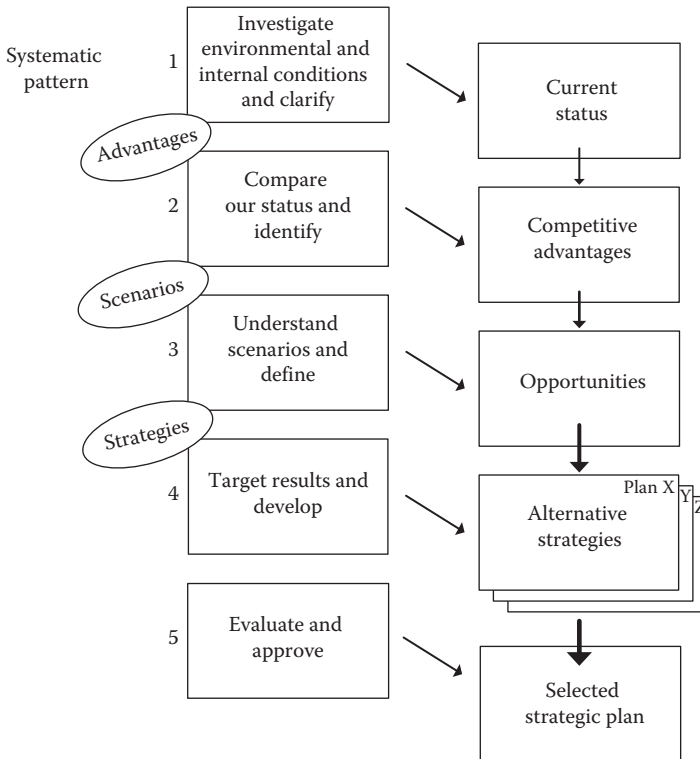 Systematic
pattern
1
Investigate
environmental and
internal conditions
and clarify
Current
status
Advantages
2
Compare
our status and
identify
Competitive
advantages
Scenarios
3
Understand
scenarios and
define
Opportunities
Strategies
4
Target results and
develop
Plan X
Y
Z
Alternative
strategies
5
Evaluate and
approve
Selected
strategic plan